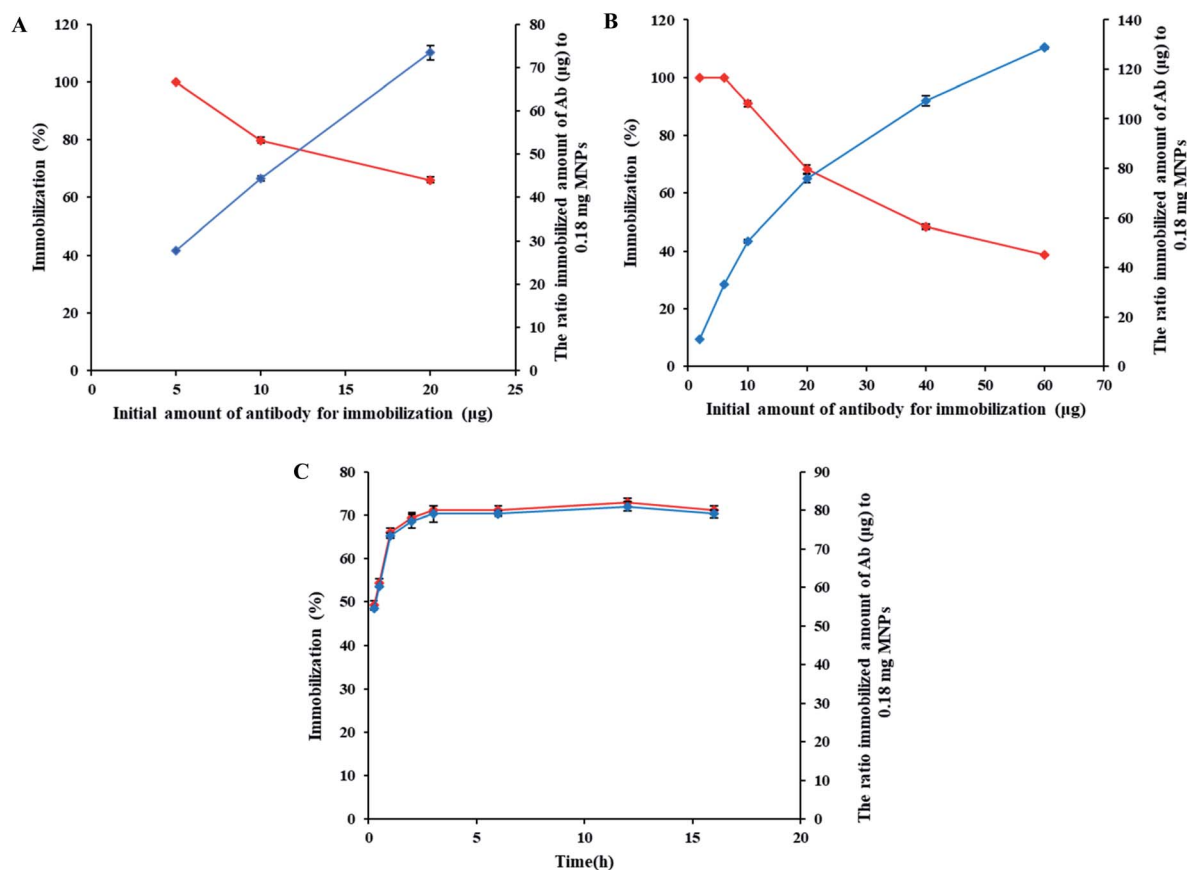 A
120
100
80
60
40
20
0
Immobilization (%)
0 5 10 15 20 25
Initial amount of antibody for immobilization (µg)
80
70
60
50
40
30
20
10
0
The ratio immobilized amount of Ab (µg) to
0.18 mg MNPs
B
120
100
80
60
40
20
0
Immobilization (%)
0 10 20 30 40 50 60 70
Initial amount of antibody for immobilization (µg)
140
120
100
80
60
40
20
0
The ratio immobilized amount of Ab (µg) to
0.18 mg MNPs
C
80
70
60
50
40
30
20
10
0
Immobilization (%)
0 5 10 15 20
Time(h)
90
80
70
60
50
40
30
20
10
0
The ratio immobilized amount of Ab (µg) to
0.18 mg MNPs